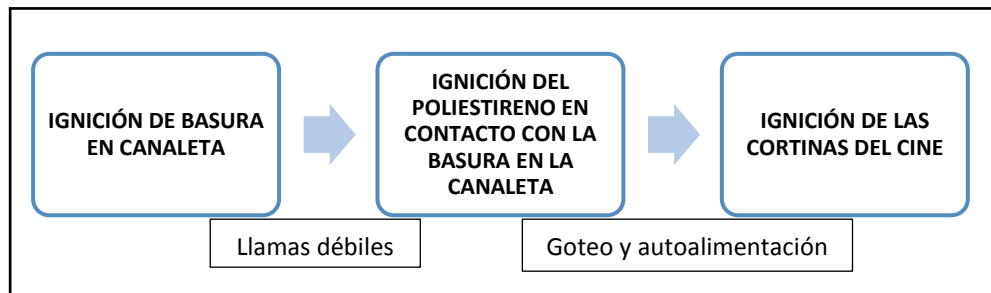 IGNICIÓN DE BASURA
EN CANALETA
IGNICIÓN DEL
POLIESTIRENO EN
CONTACTO CON LA
BASURA EN LA
CANALETA
IGNICIÓN DE LAS
CORTINAS DEL CINE
Llamas débiles
Goteo y autoalimentación